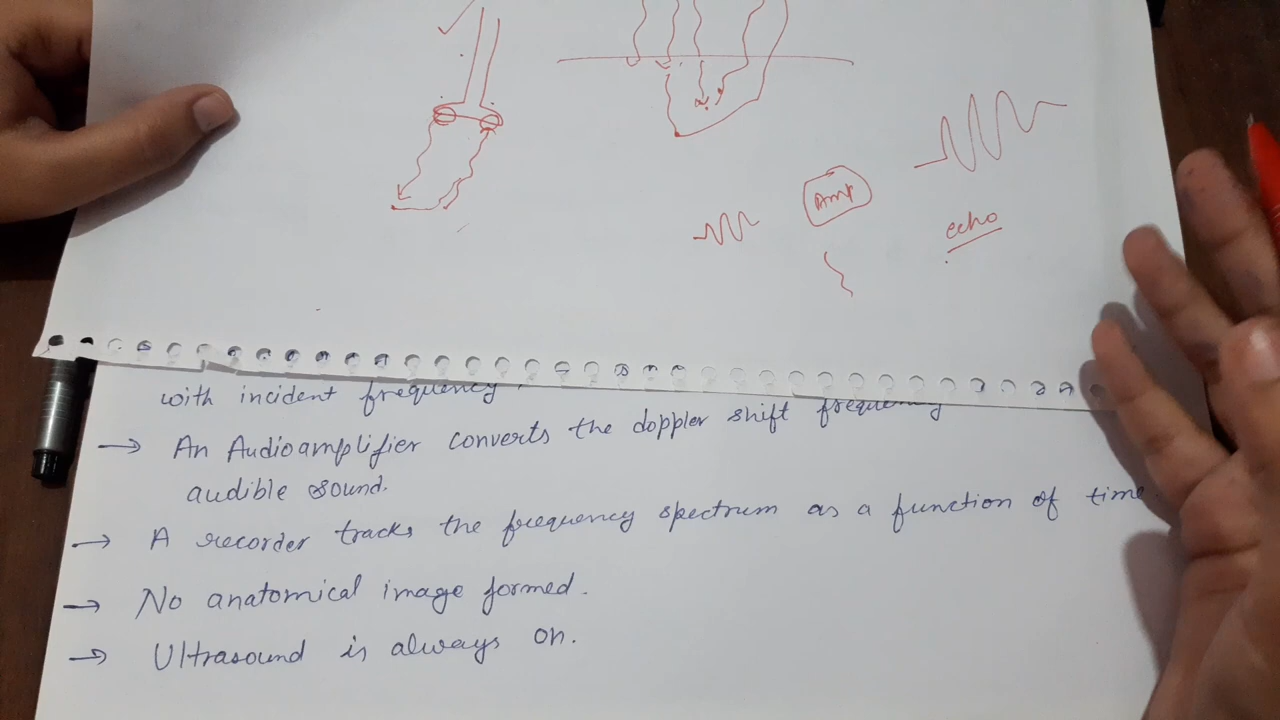 Amp
echo
with incident frequency.
→ An Audioamplifier converts the doppler shift frequency
audible sound.
→ A recorder tracks the frequency spectrum as a function of time.
→ No anatomical image formed.
→ Ultrasound is always on.